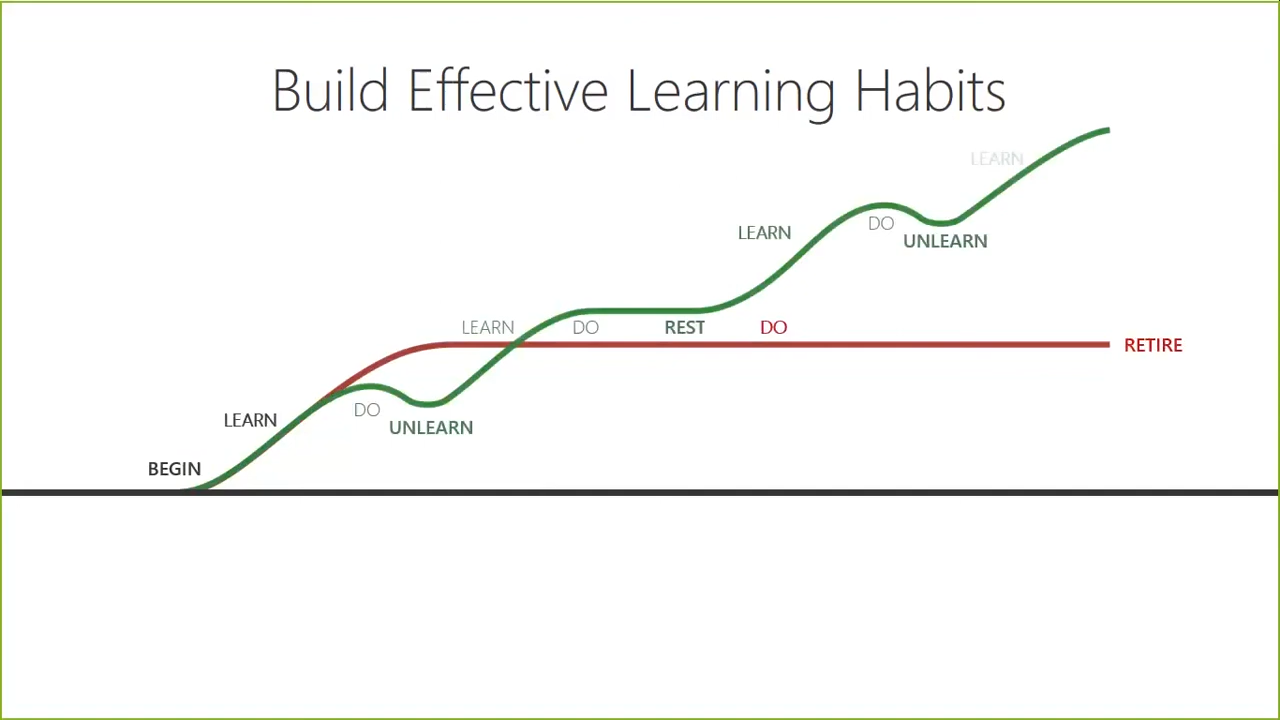 Build Effective Learning Habits
LEARN
DO
LEARN
UNLEARN
LEARN
DO
REST
DO
RETIRE
DO
LEARN
UNLEARN
BEGIN